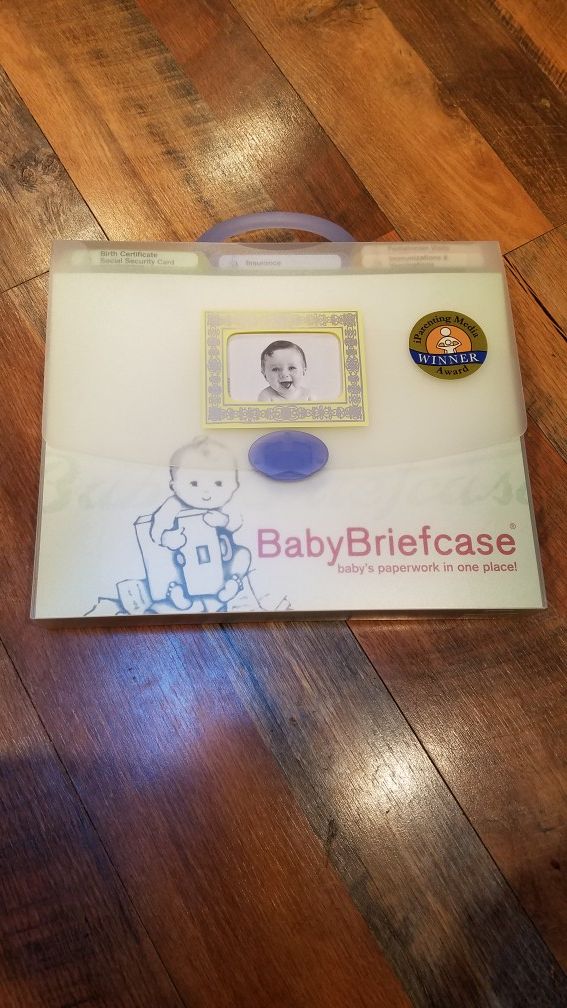 Birth Certificate
Social Security Card
Insurance
Immunizations &
iParenting Media
WINNER
Award
BabyBriefcase®
baby's paperwork in one place!